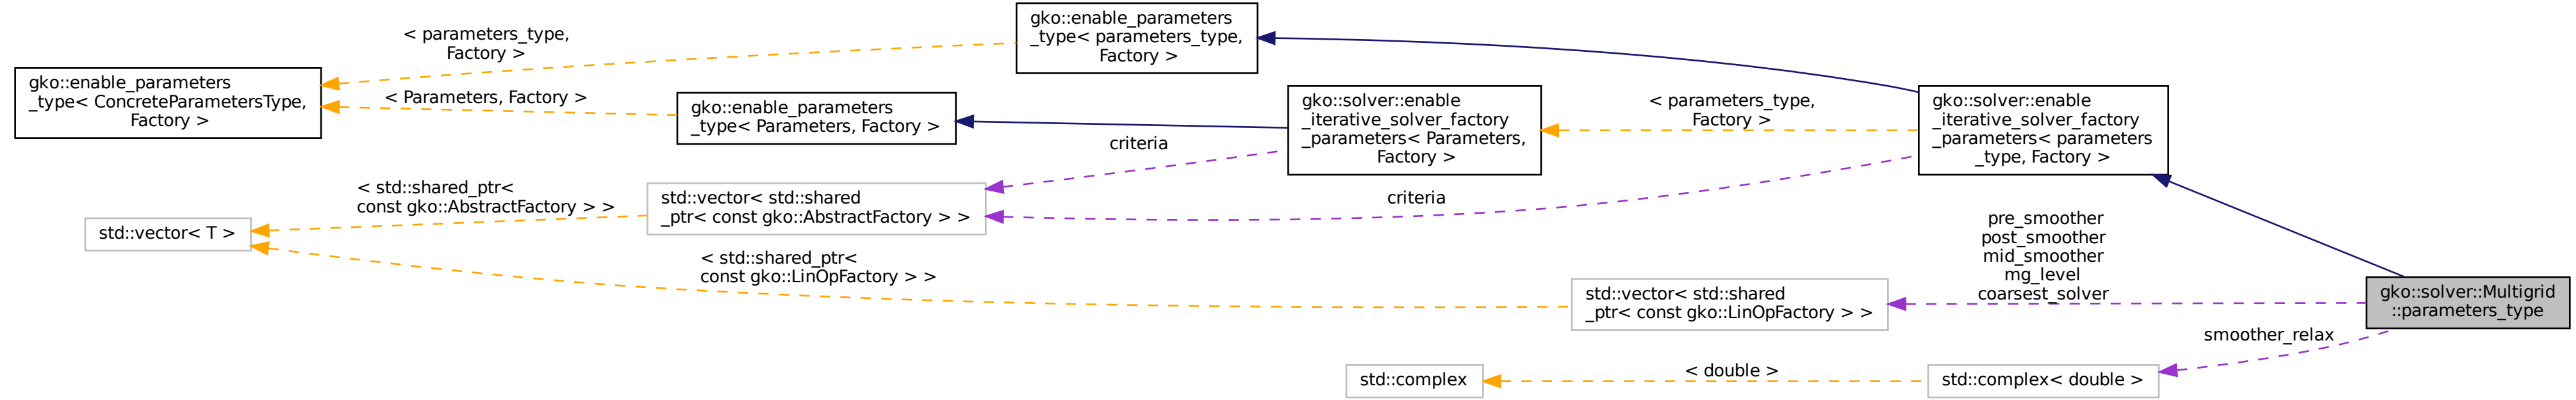 gko::enable_parameters
_type< ConcreteParametersType,
Factory >
< parameters_type,
Factory >
< Parameters, Factory >
gko::enable_parameters
_type< parameters_type,
Factory >
gko::enable_parameters
_type< Parameters, Factory >
gko::solver::enable
_iterative_solver_factory
_parameters< Parameters,
Factory >
< parameters_type,
Factory >
gko::solver::enable
_iterative_solver_factory
_parameters< parameters
_type, Factory >
criteria
criteria
std::vector< T >
< std::shared_ptr<
const gko::AbstractFactory > >
std::vector< std::shared
_ptr< const gko::AbstractFactory > >
< std::shared_ptr<
const gko::LinOpFactory > >
std::vector< std::shared
_ptr< const gko::LinOpFactory > >
pre_smoother
post_smoother
mid_smoother
mg_level
coarsest_solver
gko::solver::Multigrid
::parameters_type
smoother_relax
std::complex
< double >
std::complex< double >